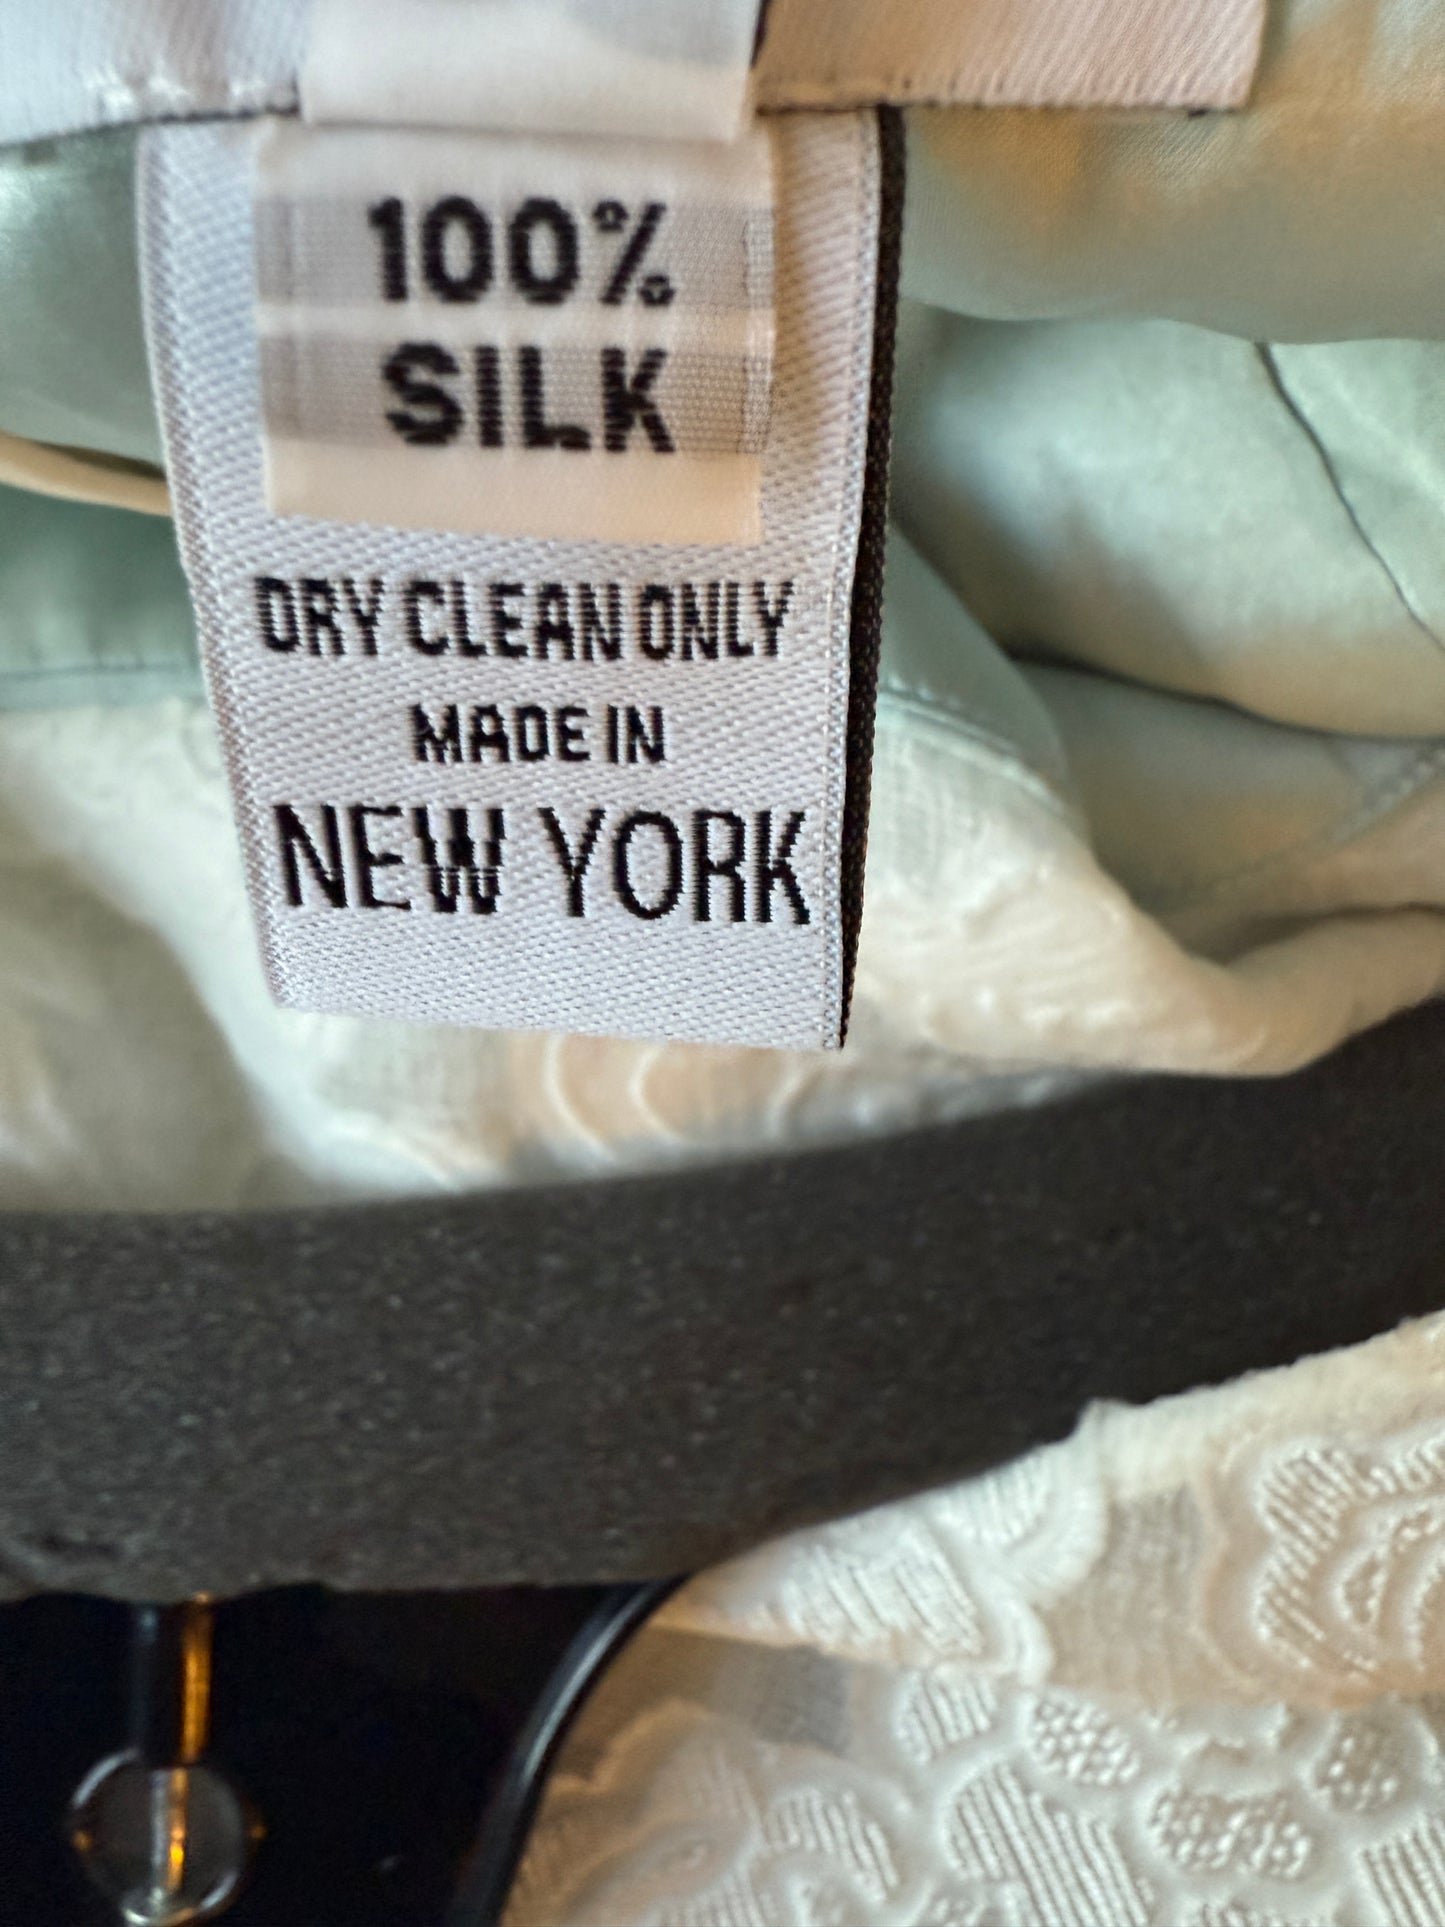 100%
SILK
DRY CLEAN ONLY
MADE IN
NEW YORK